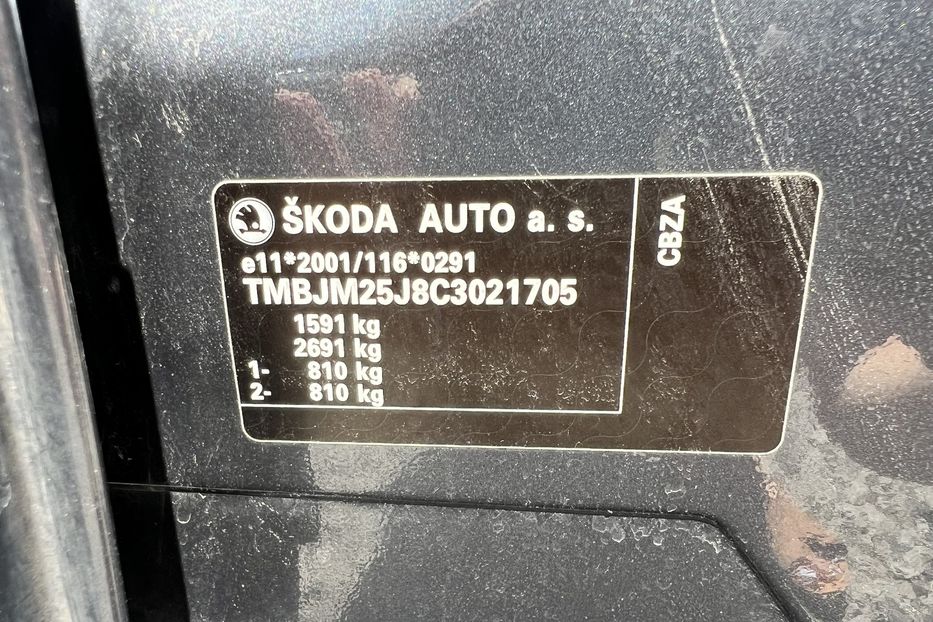 ŠKODA AUTO a. s.
e11*2001/116*0291
TMBJM25J8C3021705
1591 kg
2691 kg
1- 810 kg
2- 810 kg
CBZA